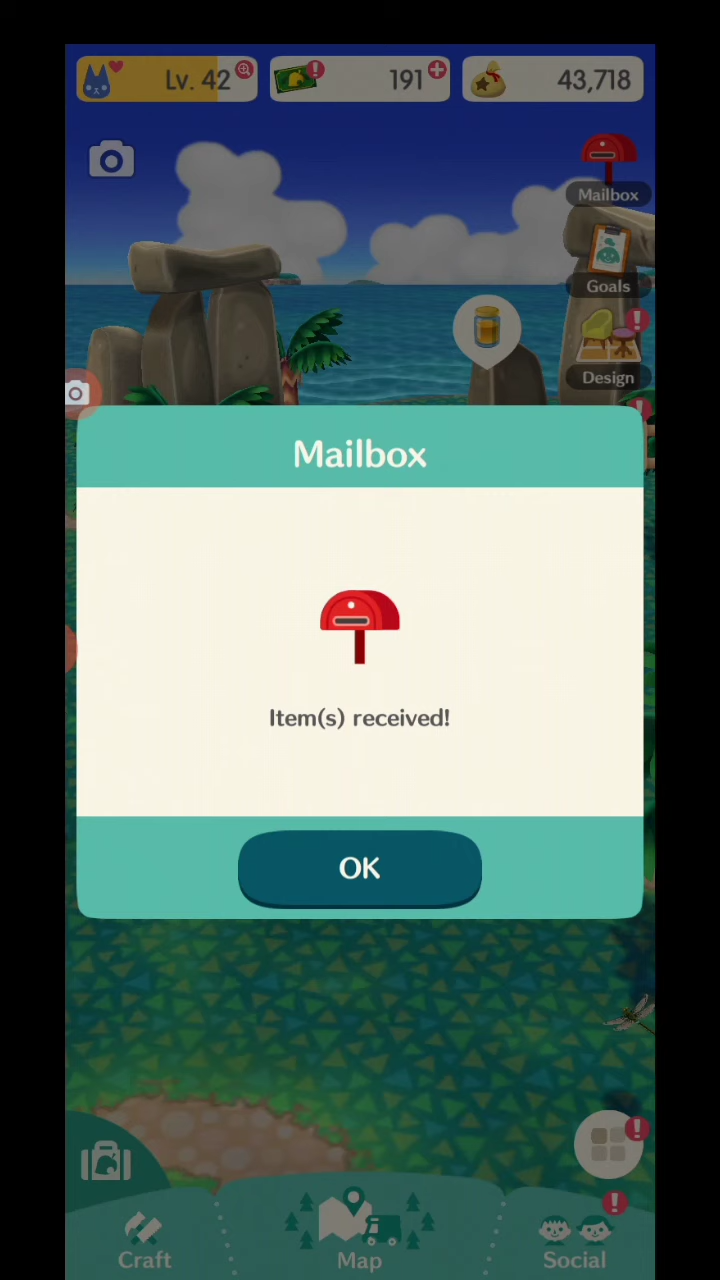 Lv. 42
191
43,718
Mailbox
Goals
Design
Mailbox
Item(s) received!
OK
Craft
Map
Social